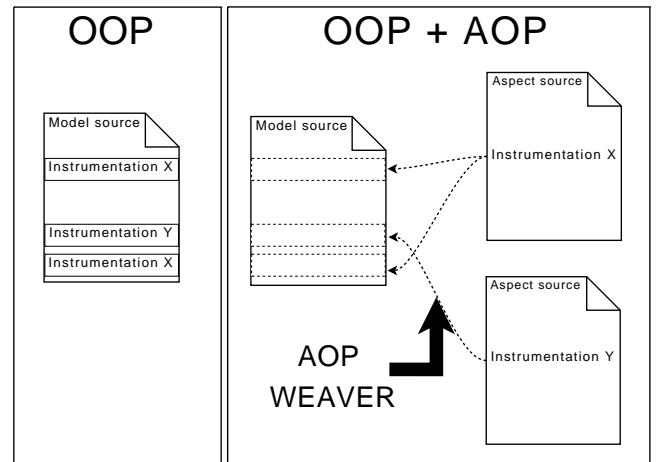 OOP
Model source
Instrumentation X
Instrumentation Y
Instrumentation X
OOP + AOP
Model source
Aspect source
Instrumentation X
Aspect source
Instrumentation Y
AOP
WEAVER